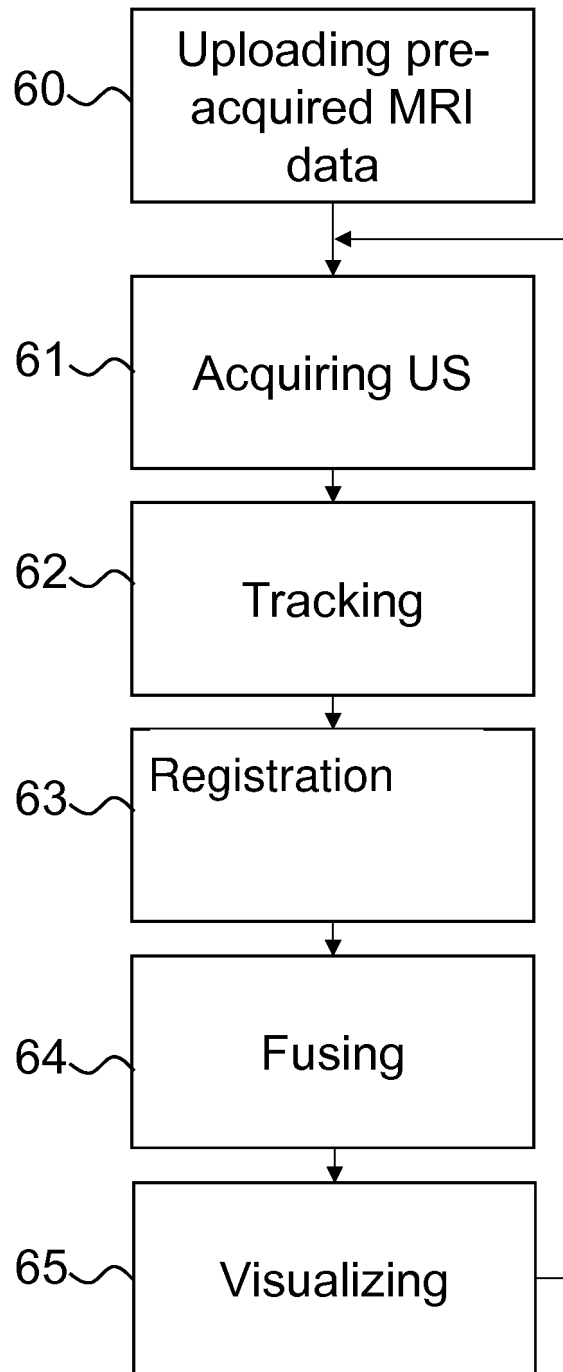 60
Uploading pre-
acquired MRI
data
61
Acquiring US
62
Tracking
63
Registration
64
Fusing
65
Visualizing